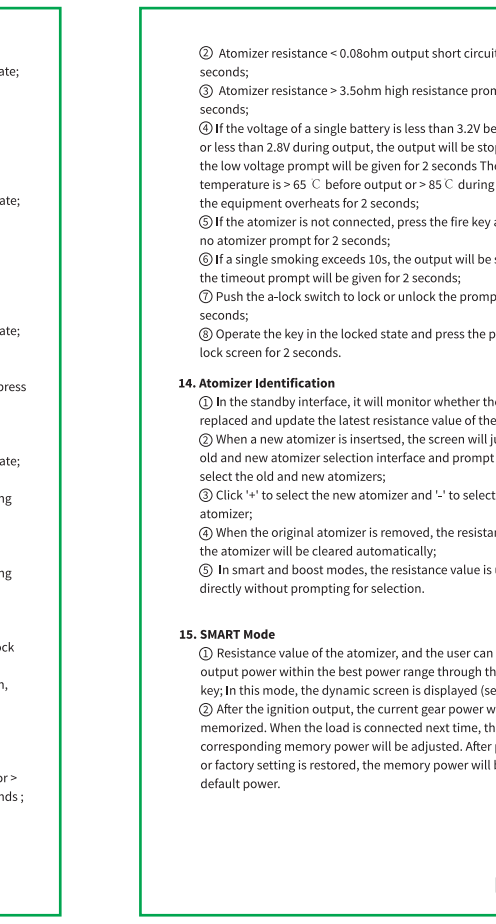 ate;
ate;
ate;
press
ate;
ng
ng
ock
n,
or >
nds ;
② Atomizer resistance < 0.08ohm output short circuit
seconds;
③ Atomizer resistance > 3.5ohm high resistance
seconds;
④ If the voltage of a single battery is less than 3.2V be
or less than 2.8V during output, the output will be
the low voltage prompt will be given for 2 seconds
temperature is > 65 ℃ before output or > 85 ℃ during
the equipment overheats for 2 seconds;
⑤ If the atomizer is not connected, press the fire key
no atomizer prompt for 2 seconds;
⑥ If a single smoking exceeds 10s, the output will be
the timeout prompt will be given for 2 seconds;
⑦ Push the a-lock switch to lock or unlock the promp
seconds;
⑧ Operate the key in the locked state and press the p
lock screen for 2 seconds.
14. Atomizer Identification
① In the standby interface, it will monitor whether the
replaced and update the latest resistance value of the
② When a new atomizer is insertsed, the screen will ju
old and new atomizer selection interface and prompt
select the old and new atomizers;
③ Click '+' to select the new atomizer and '-' to select
atomizer;
④ When the original atomizer is removed, the resistan
the atomizer will be cleared automatically;
⑤ In smart and boost modes, the resistance value is
directly without prompting for selection.
15. SMART Mode
① Resistance value of the atomizer, and the user can
output power within the best power range through th
key; In this mode, the dynamic screen is displayed (se
② After the ignition output, the current gear power w
memorized. When the load is connected next time, th
corresponding memory power will be adjusted. After
or factory setting is restored, the memory power will
default power.